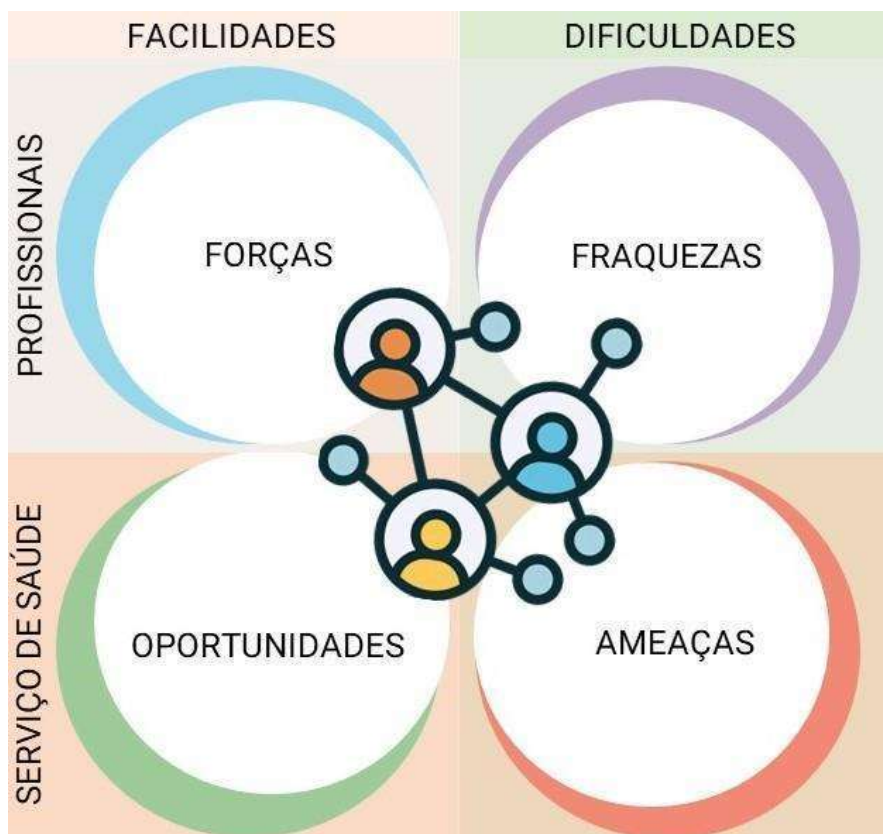 FACILIDADES
DIFICULDADES
PROFISSIONAIS
FORÇAS
FRAQUEZAS
SERVIÇO DE SAÚDE
OPORTUNIDADES
AMEAÇAS